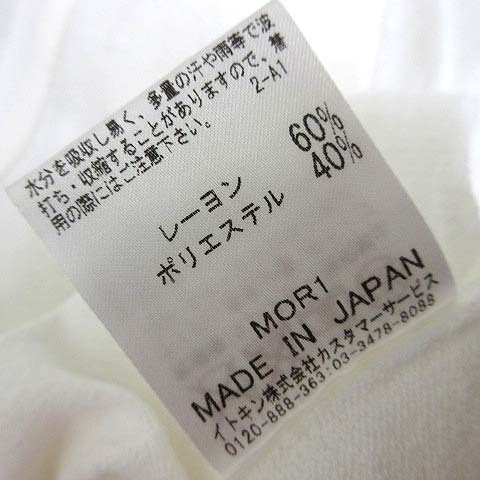 水分を吸収し易く、多量の汗や雨等で波
打ち・収縮することがありますので、着
用の際にはご注意下さい。 2-A1
レーヨン 60%
ポリエステル 40%
MOR1
MADE IN JAPAN
イトキン株式会社カスタマーサービス
0120-888-363:03-3478-8088